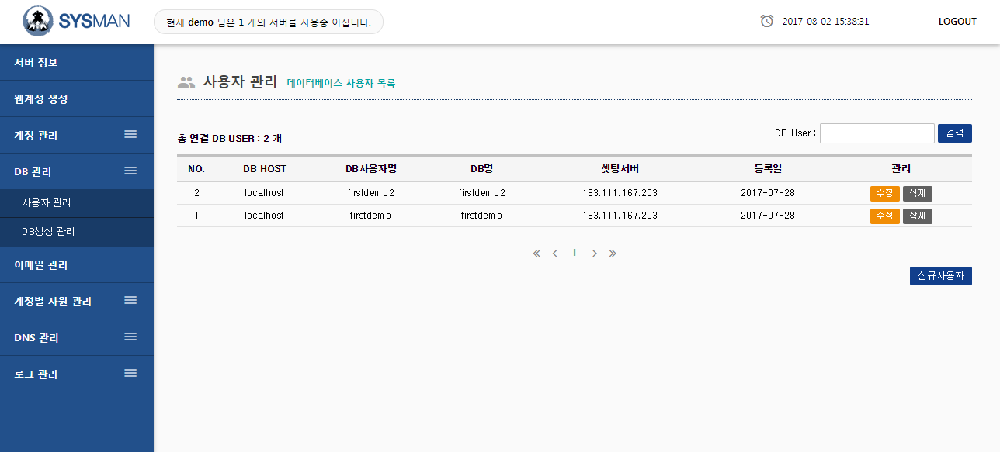 SYSMAN
현재 demo 님은 1 개의 서버를 사용중 이십니다.
2017-08-02 15:38:31
LOGOUT
서버 정보
웹계정 생성
계정 관리
DB 관리
사용자 관리
DB생성 관리
이메일 관리
계정별 자원 관리
DNS 관리
로그 관리
사용자 관리 데이터베이스 사용자 목록
총 연결 DB USER : 2 개
DB User : 검색
NO. DB HOST DB사용자명 DB명 셋팅서버 등록일 관리
2 localhost firstdemo2 firstdemo2 183.111.167.203 2017-07-28 수정 삭제
1 localhost firstdemo firstdemo 183.111.167.203 2017-07-28 수정 삭제
« ‹ 1 › »
신규사용자